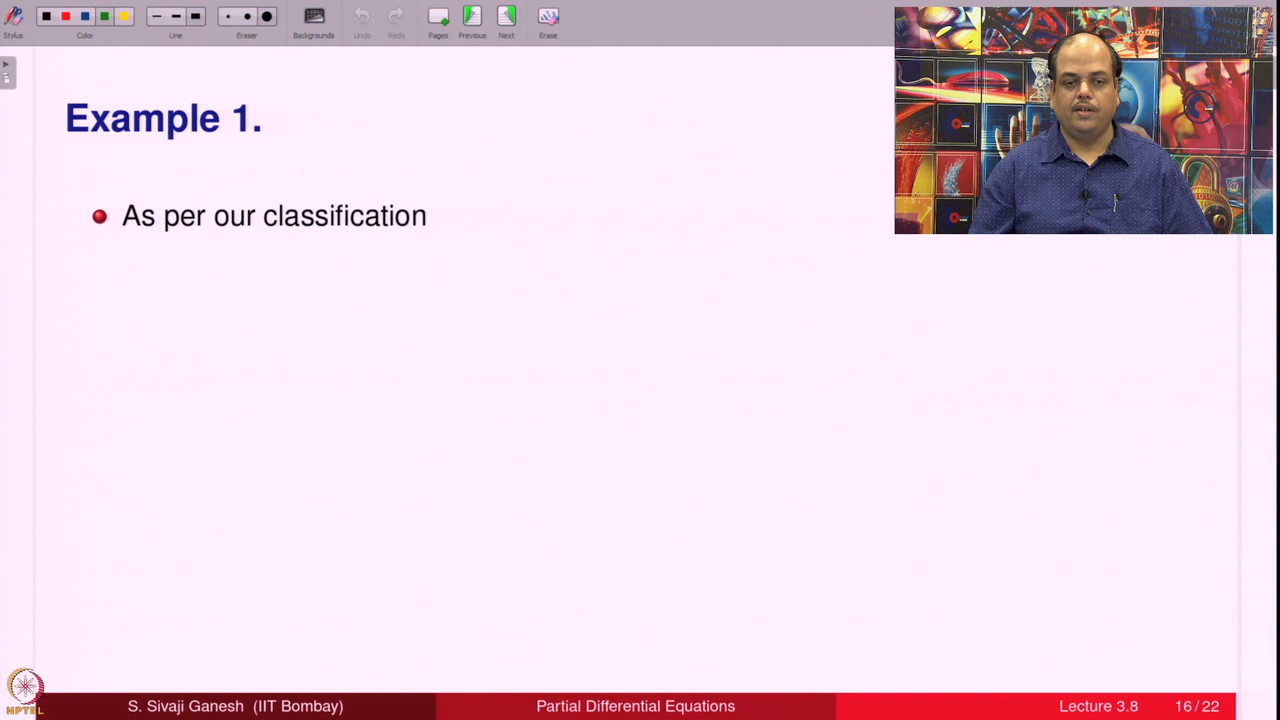 Stylus
Color
Line
Eraser
Backgrounds
Undo
Redo
Pages
Previous
Next
Erase
Example 1.
As per our classification
NPTEL
S. Sivaji Ganesh (IIT Bombay)
Partial Differential Equations
Lecture 3.8
16/22